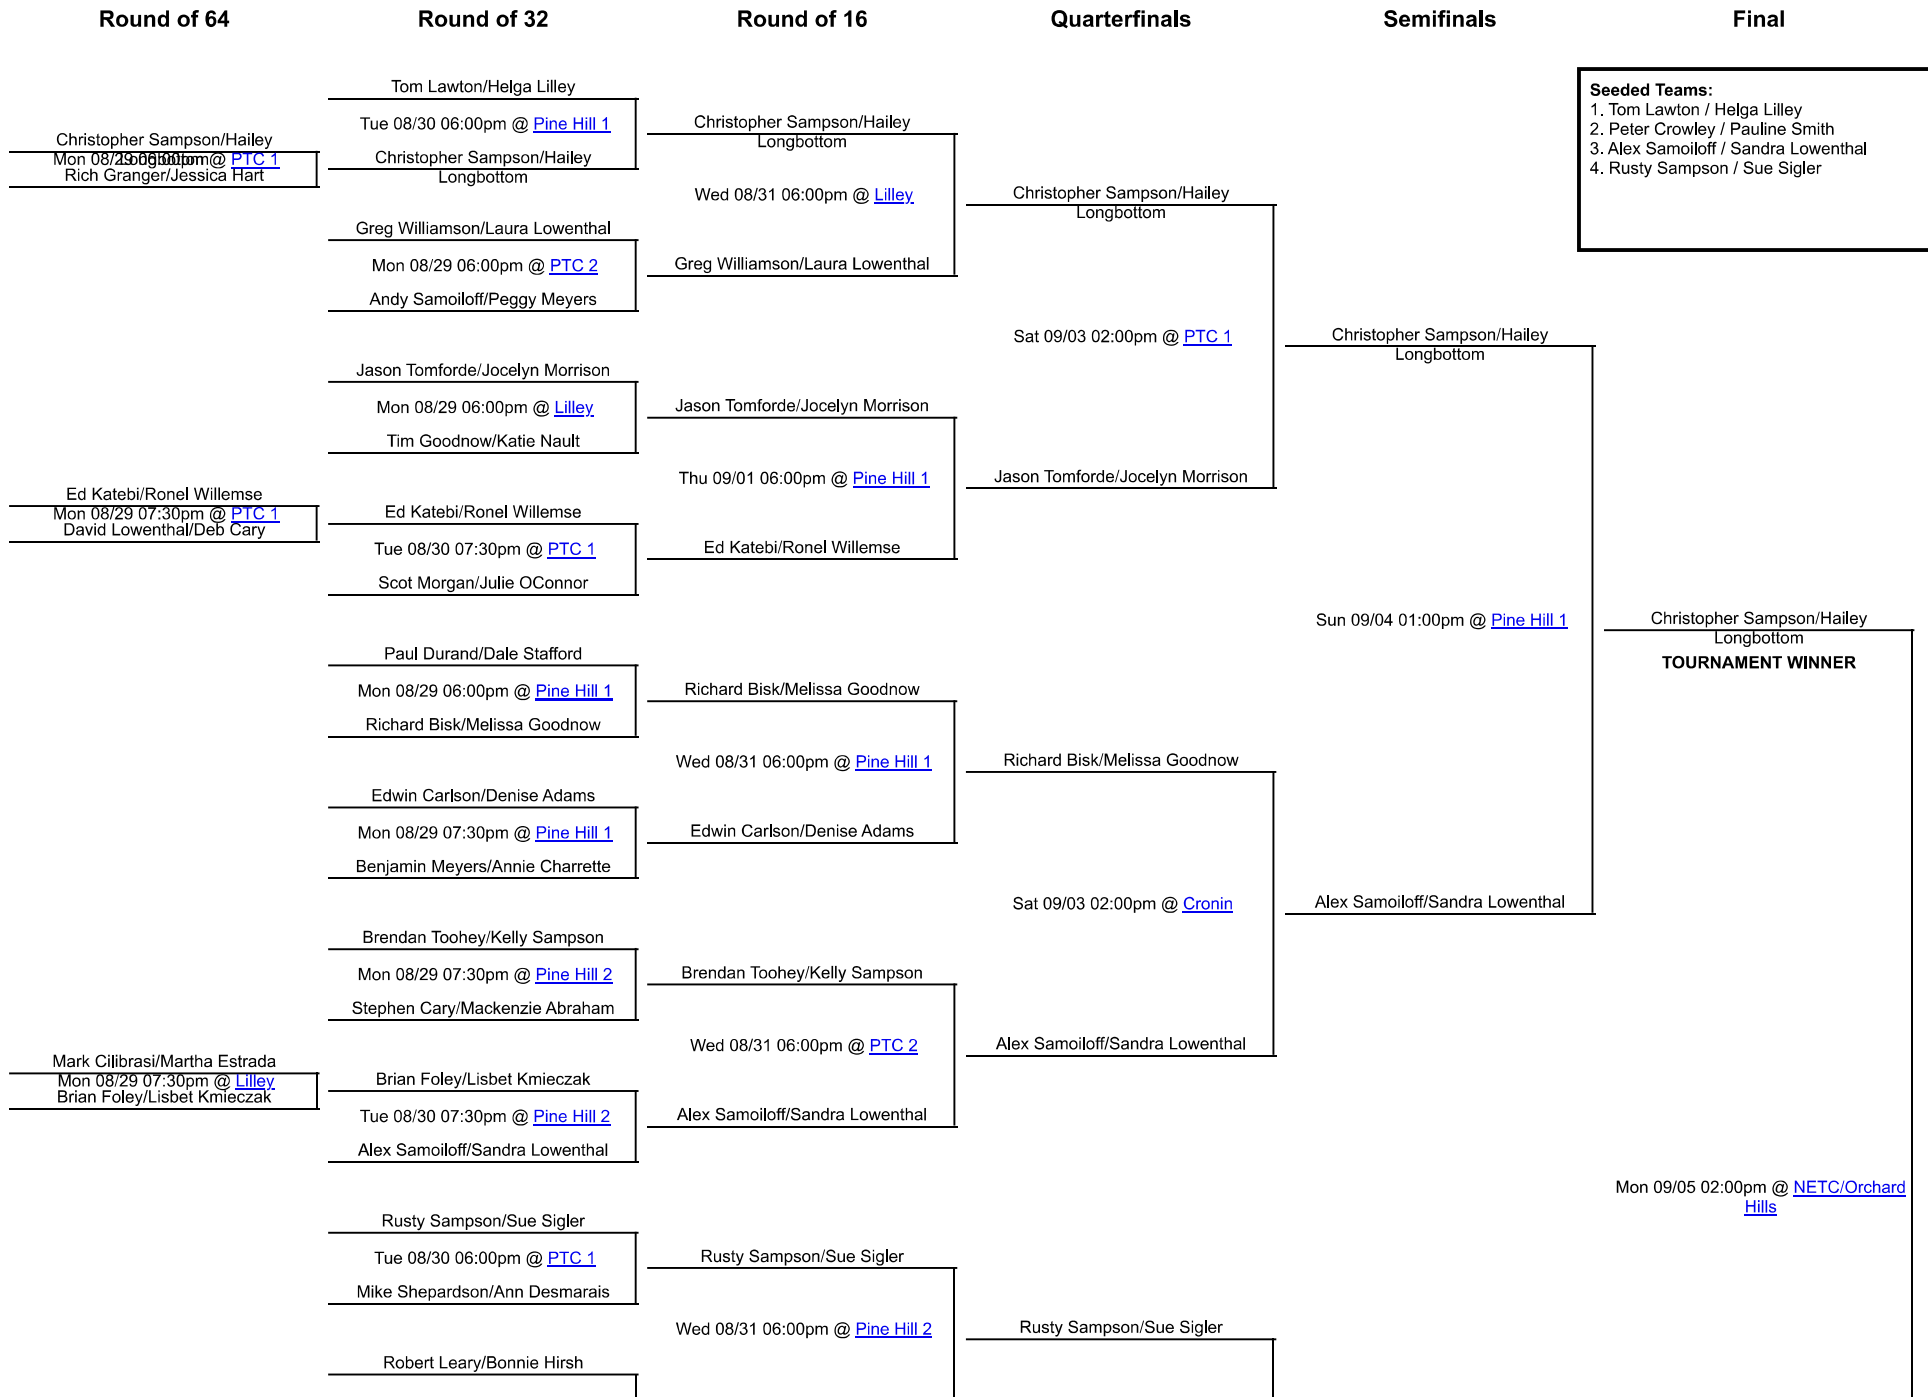 Round of 64
Round of 32
Round of 16
Quarterfinals
Semifinals
Final
Seeded Teams:
1. Tom Lawton / Helga Lilley
2. Peter Crowley / Pauline Smith
3. Alex Samoiloff / Sandra Lowenthal
4. Rusty Sampson / Sue Sigler
Christopher Sampson/Hailey
Longbottom
Mon 08/29 06:00pm @ PTC 1
Rich Granger/Jessica Hart
Ed Katebi/Ronel Willemse
Mon 08/29 07:30pm @ PTC 1
David Lowenthal/Deb Cary
Mark Cilibrasi/Martha Estrada
Mon 08/29 07:30pm @ Lilley
Brian Foley/Lisbet Kmieczak
Tom Lawton/Helga Lilley
Tue 08/30 06:00pm @ Pine Hill 1
Christopher Sampson/Hailey
Longbottom
Greg Williamson/Laura Lowenthal
Mon 08/29 06:00pm @ PTC 2
Andy Samoiloff/Peggy Meyers
Jason Tomforde/Jocelyn Morrison
Mon 08/29 06:00pm @ Lilley
Tim Goodnow/Katie Nault
Ed Katebi/Ronel Willemse
Tue 08/30 07:30pm @ PTC 1
Scot Morgan/Julie OConnor
Paul Durand/Dale Stafford
Mon 08/29 06:00pm @ Pine Hill 1
Richard Bisk/Melissa Goodnow
Edwin Carlson/Denise Adams
Mon 08/29 07:30pm @ Pine Hill 1
Benjamin Meyers/Annie Charrette
Brendan Toohey/Kelly Sampson
Mon 08/29 07:30pm @ Pine Hill 2
Stephen Cary/Mackenzie Abraham
Brian Foley/Lisbet Kmieczak
Tue 08/30 07:30pm @ Pine Hill 2
Alex Samoiloff/Sandra Lowenthal
Rusty Sampson/Sue Sigler
Tue 08/30 06:00pm @ PTC 1
Mike Shepardson/Ann Desmarais
Robert Leary/Bonnie Hirsh
Christopher Sampson/Hailey
Longbottom
Wed 08/31 06:00pm @ Lilley
Greg Williamson/Laura Lowenthal
Jason Tomforde/Jocelyn Morrison
Thu 09/01 06:00pm @ Pine Hill 1
Ed Katebi/Ronel Willemse
Richard Bisk/Melissa Goodnow
Wed 08/31 06:00pm @ Pine Hill 1
Edwin Carlson/Denise Adams
Brendan Toohey/Kelly Sampson
Wed 08/31 06:00pm @ PTC 2
Alex Samoiloff/Sandra Lowenthal
Rusty Sampson/Sue Sigler
Wed 08/31 06:00pm @ Pine Hill 2
Christopher Sampson/Hailey
Longbottom
Sat 09/03 02:00pm @ PTC 1
Jason Tomforde/Jocelyn Morrison
Richard Bisk/Melissa Goodnow
Sat 09/03 02:00pm @ Cronin
Alex Samoiloff/Sandra Lowenthal
Rusty Sampson/Sue Sigler
Christopher Sampson/Hailey
Longbottom
Sun 09/04 01:00pm @ Pine Hill 1
Alex Samoiloff/Sandra Lowenthal
Christopher Sampson/Hailey
Longbottom
TOURNAMENT WINNER
Mon 09/05 02:00pm @ NETC/Orchard
Hills